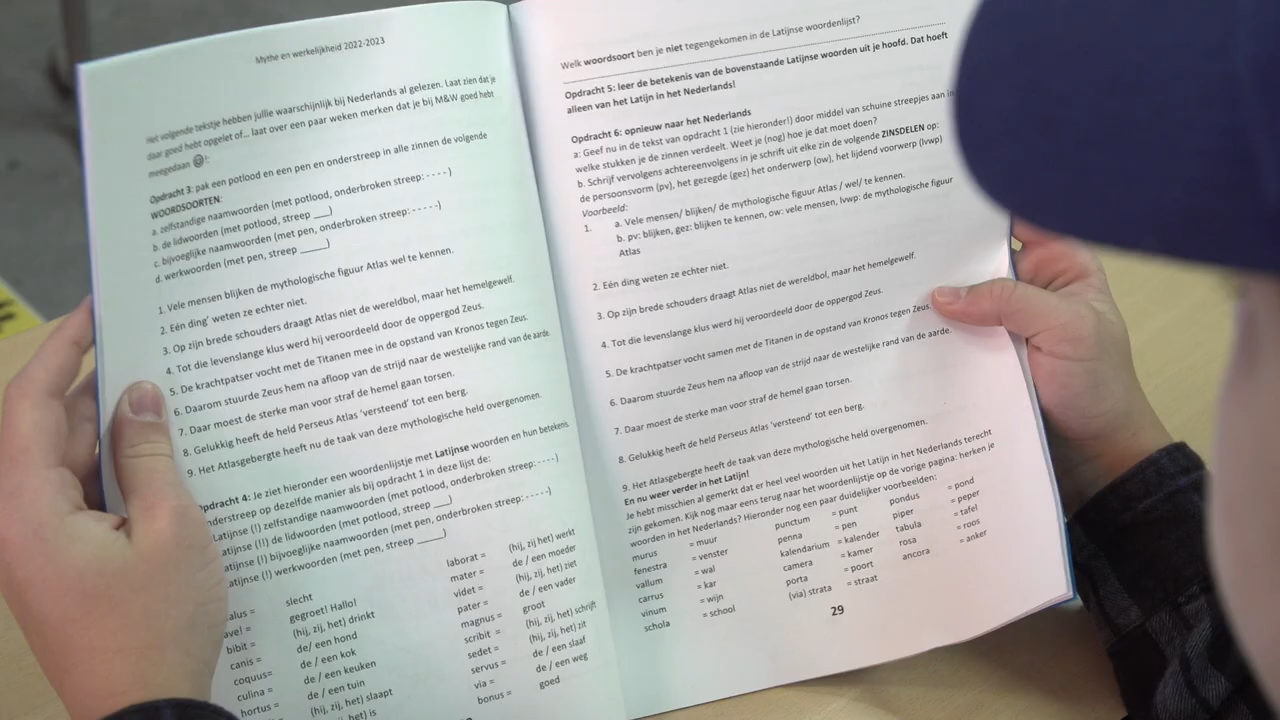 Mythe en werkelijkheid 2022-2023
Het volgende tekstje hebben jullie waarschijnlijk bij Nederlands al gelezen. Laat zien dat je
daar goed hebt opgelet of... laat over een paar weken merken dat je bij M&W goed hebt
meegedaan 😃!:
Opdracht 3: pak een potlood en een pen en onderstreep in alle zinnen de volgende
WOORDSOORTEN:
a. zelfstandige naamwoorden (met potlood, onderbroken streep: - - - - )
b. de lidwoorden (met potlood, streep ___)
c. bijvoeglijke naamwoorden (met pen, onderbroken streep: - - - - - )
d. werkwoorden (met pen, streep _____)
1. Vele mensen blijken de mythologische figuur Atlas wel te kennen.
2. Eén ding' weten ze echter niet.
3. Op zijn brede schouders draagt Atlas niet de wereldbol, maar het hemelgewelf.
4. Tot die levenslange klus werd hij veroordeeld door de oppergod Zeus.
5. De krachtpatser vocht met de Titanen mee in de opstand van Kronos tegen Zeus.
6. Daarom stuurde Zeus hem na afloop van de strijd naar de westelijke rand van de aarde.
7. Daar moest de sterke man voor straf de hemel gaan torsen.
8. Gelukkig heeft de held Perseus Atlas 'versteend' tot een berg.
9. Het Atlasgebergte heeft nu de taak van deze mythologische held overgenomen.
pdracht 4: Je ziet hieronder een woordenlijstje met Latijnse woorden en hun betekenis.
nderstreep op dezelfde manier als bij opdracht 1 in deze lijst de:
Latijnse (!) zelfstandige naamwoorden (met potlood, onderbroken streep: - - - - )
atijnse (!!) de lidwoorden (met potlood, streep ___)
atijnse (!) bijvoeglijke naamwoorden (met pen, onderbroken streep: - - - - - )
atijnse (!) werkwoorden (met pen, streep _____)
alus = slecht
ave! = gegroet! Hallo!
bibit = (hij, zij, het) drinkt
canis = de/ een hond
coquus= de / een kok
culina = de / een keuken
hortus = de / een tuin
(hij, zij, het) slaapt
het) is
laborat = (hij, zij het) werkt
mater = de / een moeder
videt = (hij, zij, het) ziet
pater = de / een vader
magnus = groot
scribit = (hij, zij, het) schrijft
sedet = (hij, zij, het) zit
servus = de / een slaaf
via = de / een weg
bonus = goed
Welk woordsoort ben je niet tegengekomen in de Latijnse woordenlijst?
Opdracht 5: leer de betekenis van de bovenstaande Latijnse woorden uit je hoofd. Dat hoeft
alleen van het Latijn in het Nederlands!
Opdracht 6: opnieuw naar het Nederlands
a: Geef nu in de tekst van opdracht 1 (zie hieronder!) door middel van schuine streepjes aan in
welke stukken je de zinnen verdeelt. Weet je (nog) hoe je dat moet doen?
b. Schrijf vervolgens achtereenvolgens in je schrift uit elke zin de volgende ZINSDELEN op:
de persoonsvorm (pv), het gezegde (gez) het onderwerp (ow), het lijdend voorwerp (lvwp)
Voorbeeld:
1. a. Vele mensen/ blijken/ de mythologische figuur Atlas / wel/ te kennen.
b. pv: blijken, gez: blijken te kennen, ow: vele mensen, lvwp: de mythologische figuur
Atlas
2. Eén ding weten ze echter niet.
3. Op zijn brede schouders draagt Atlas niet de wereldbol, maar het hemelgewelf.
4. Tot die levenslange klus werd hij veroordeeld door de oppergod Zeus.
5. De krachtpatser vocht samen met de Titanen in de opstand van Kronos tegen Zeus.
6. Daarom stuurde Zeus hem na afloop van de strijd naar de westelijke rand van de aarde.
7. Daar moest de sterke man voor straf de hemel gaan torsen.
8. Gelukkig heeft de held Perseus Atlas 'versteend' tot een berg.
9. Het Atlasgebergte heeft de taak van deze mythologische held overgenomen.
En nu weer verder in het Latijn!
Je hebt misschien al gemerkt dat er heel veel woorden uit het Latijn in het Nederlands terecht
zijn gekomen. Kijk nog maar eens terug naar het woordenlijstje op de vorige pagina: herken je
woorden in het Nederlands? Hieronder nog een paar duidelijker voorbeelden:
murus = muur
fenestra = venster
vallum = wal
carrus = kar
vinum = wijn
schola = school
punctum = punt
penna = pen
kalendarium = kalender
camera = kamer
porta = poort
(via) strata = straat
pondus = pond
piper = peper
tabula = tafel
rosa = roos
ancora = anker
29